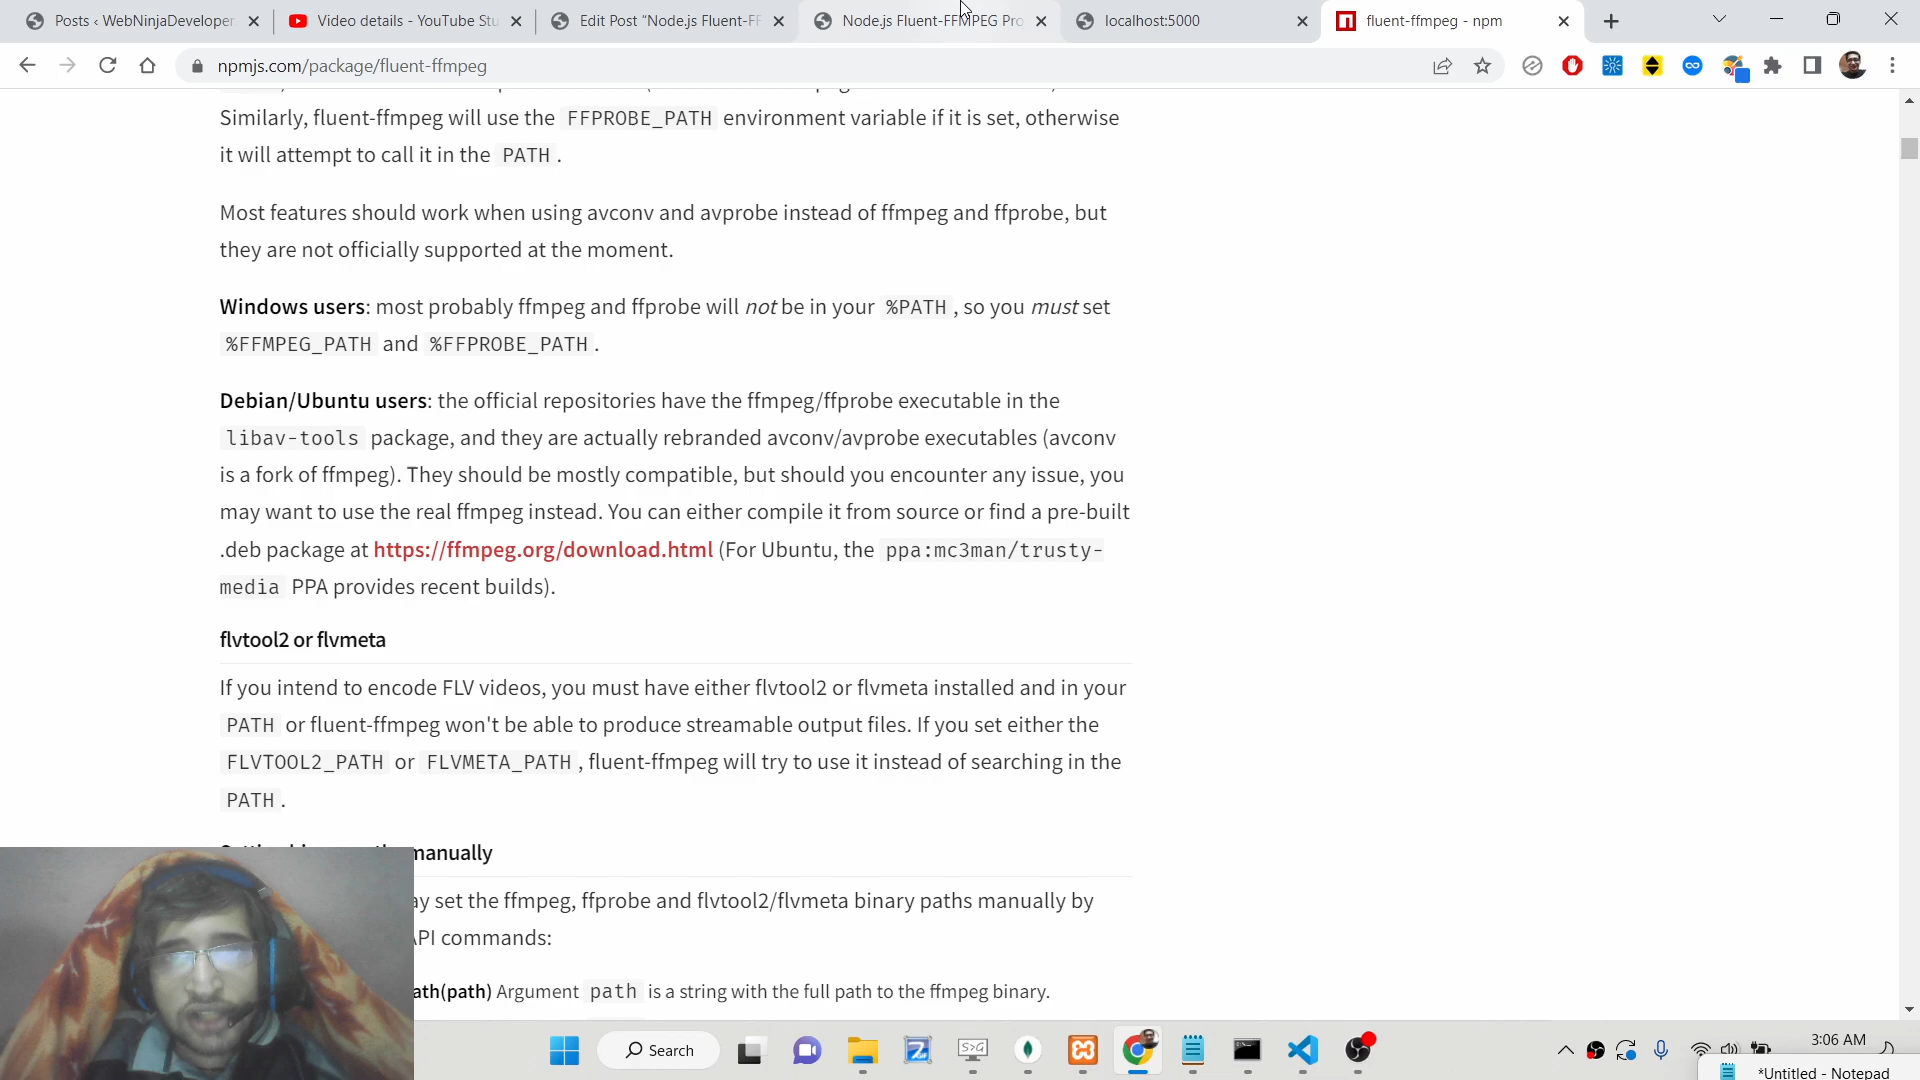 Posts ‹ WebNinjaDeveloper
Video details - YouTube Stu
Edit Post "Node.js Fluent-FF
Node.js Fluent-FFMPEG Pro
localhost:5000
fluent-ffmpeg - npm
npmjs.com/package/fluent-ffmpeg
Similarly, fluent-ffmpeg will use the FFPROBE_PATH environment variable if it is set, otherwise
it will attempt to call it in the PATH .
Most features should work when using avconv and avprobe instead of ffmpeg and ffprobe, but
they are not officially supported at the moment.
Windows users: most probably ffmpeg and ffprobe will not be in your %PATH , so you must set
%FFMPEG_PATH and %FFPROBE_PATH .
Debian/Ubuntu users: the official repositories have the ffmpeg/ffprobe executable in the
libav-tools package, and they are actually rebranded avconv/avprobe executables (avconv
is a fork of ffmpeg). They should be mostly compatible, but should you encounter any issue, you
may want to use the real ffmpeg instead. You can either compile it from source or find a pre-built
.deb package at https://ffmpeg.org/download.html (For Ubuntu, the ppa:mc3man/trusty-
media PPA provides recent builds).
flvtool2 or flvmeta
If you intend to encode FLV videos, you must have either flvtool2 or flvmeta installed and in your
PATH or fluent-ffmpeg won't be able to produce streamable output files. If you set either the
FLVTOOL2_PATH or FLVMETA_PATH , fluent-ffmpeg will try to use it instead of searching in the
PATH .
manually
ay set the ffmpeg, ffprobe and flvtool2/flvmeta binary paths manually by
API commands:
ath(path) Argument path is a string with the full path to the ffmpeg binary.
Search
S>G
3:06 AM
*Untitled - Notepad